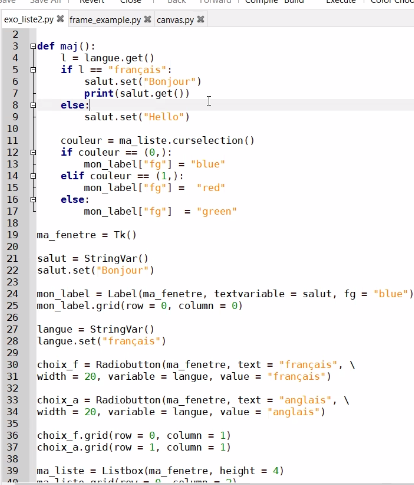 Save Save All Revert Close Back Forward Compile Build Execute Color Choo
exo_liste2.py frame_example.py canvas.py
2
3 def maj():
4 l = langue.get()
5 if l == "français":
6 salut.set("Bonjour")
7 print(salut.get())
8 else:
9 salut.set("Hello")
10
11 couleur = ma_liste.curselection()
12 if couleur == (0,):
13 mon_label["fg"] = "blue"
14 elif couleur == (1,):
15 mon_label["fg"] = "red"
16 else:
17 mon_label["fg"] = "green"
18
19 ma_fenetre = Tk()
20
21 salut = StringVar()
22 salut.set("Bonjour")
23
24 mon_label = Label(ma_fenetre, textvariable = salut, fg = "blue")
25 mon_label.grid(row = 0, column = 0)
26
27 langue = StringVar()
28 langue.set("français")
29
30 choix_f = Radiobutton(ma_fenetre, text = "français", \
31 width = 20, variable = langue, value = "français")
32
33 choix_a = Radiobutton(ma_fenetre, text = "anglais", \
34 width = 20, variable = langue, value = "anglais")
35
36 choix_f.grid(row = 0, column = 1)
37 choix_a.grid(row = 1, column = 1)
38
39 ma_liste = Listbox(ma_fenetre, height = 4)
40 ma_liste.grid(row = 0, column = 2)